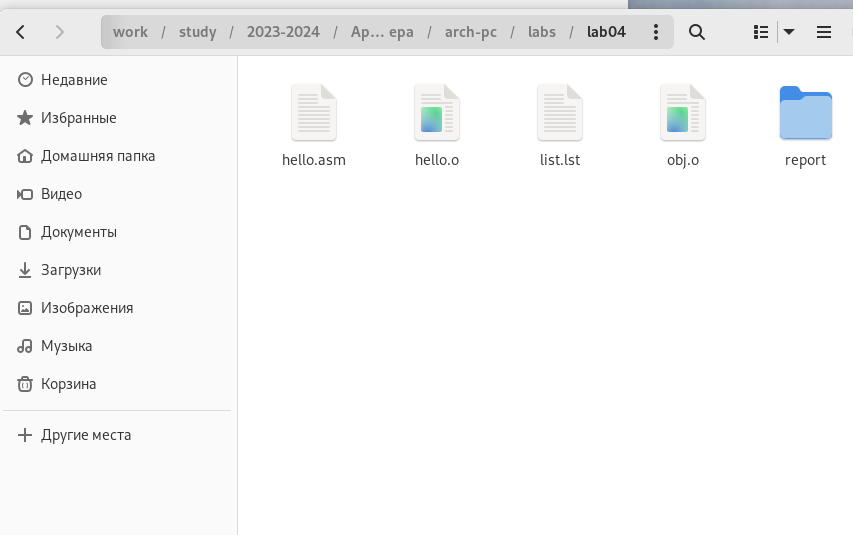 work / study / 2023-2024 / Ар… ера / arch-pc / labs / lab04
Недавние
Избранные
Домашняя папка
Видео
Документы
Загрузки
Изображения
Музыка
Корзина
Другие места
hello.asm hello.o list.lst obj.o report